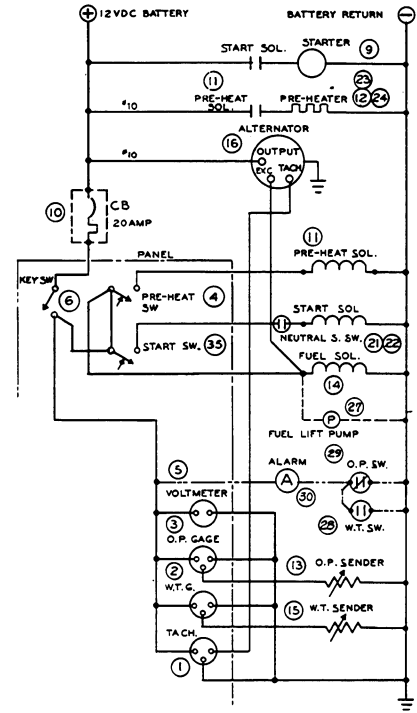 + 12VDC BATTERY BATTERY RETURN −
START SOL. STARTER 9
11 23
PRE-HEAT SOL. PRE-HEATER 12 24
#10
ALTERNATOR
16 OUTPUT
#10
EXC TACH
10 CB
20 AMP
PANEL
11
PRE-HEAT SOL.
KEY SW
6 PRE-HEAT SW 4
START SOL
NEUTRAL S. SW. 21 22
START SW. 35
FUEL SOL.
14
P 27
FUEL LIFT PUMP
29
5 ALARM O.P. SW.
A
30
VOLTMETER
28 W.T. SW.
3
O.P. GAGE
2 13 O.P. SENDER
W.T.G.
15 W.T. SENDER
TACH.
1